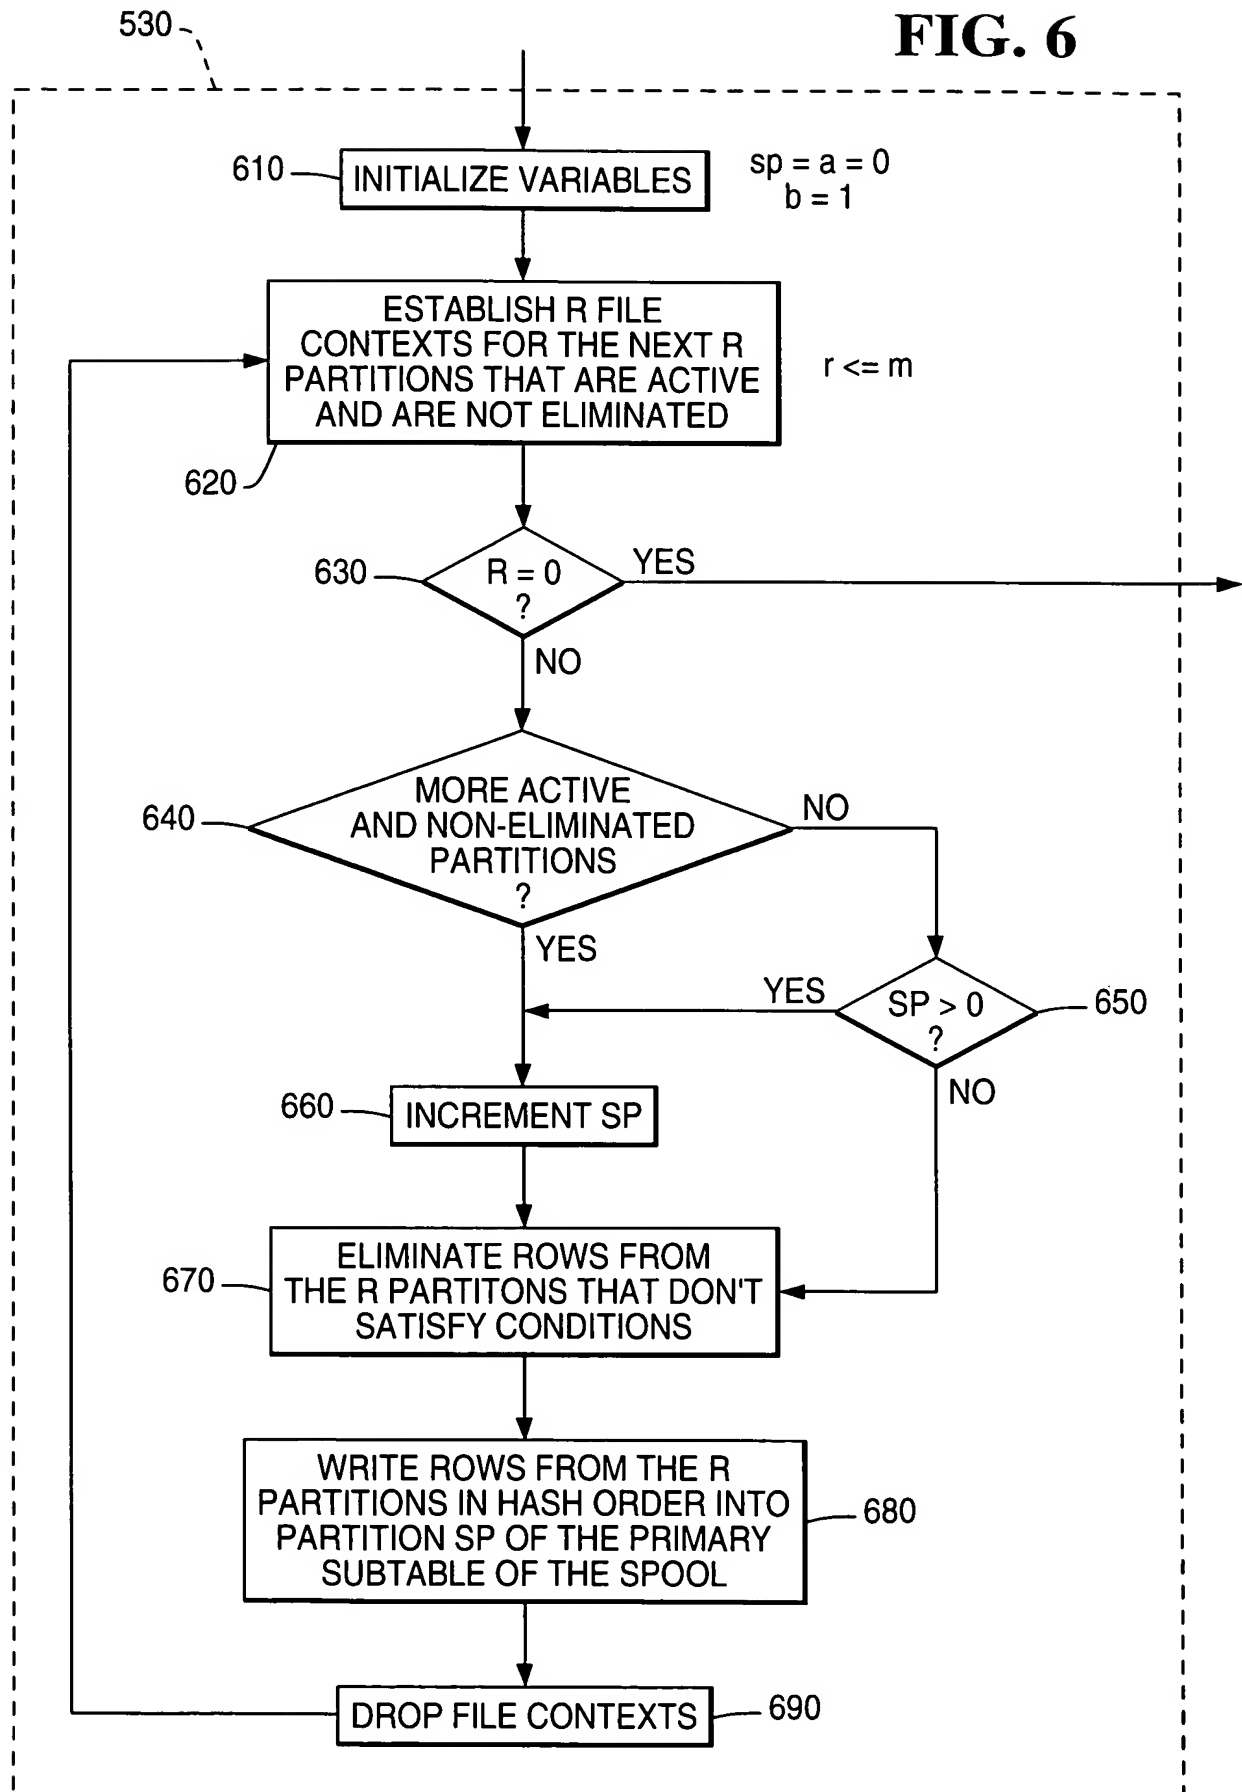 530
FIG. 6
610
INITIALIZE VARIABLES
sp = a = 0
b = 1
ESTABLISH R FILE
CONTEXTS FOR THE NEXT R
PARTITIONS THAT ARE ACTIVE
AND ARE NOT ELIMINATED
r <= m
620
630
R = 0
?
YES
NO
640
MORE ACTIVE
AND NON-ELIMINATED
PARTITIONS
?
NO
YES
YES
SP > 0
?
650
NO
660
INCREMENT SP
670
ELIMINATE ROWS FROM
THE R PARTITONS THAT DON'T
SATISFY CONDITIONS
WRITE ROWS FROM THE R
PARTITIONS IN HASH ORDER INTO
PARTITION SP OF THE PRIMARY
SUBTABLE OF THE SPOOL
680
DROP FILE CONTEXTS
690